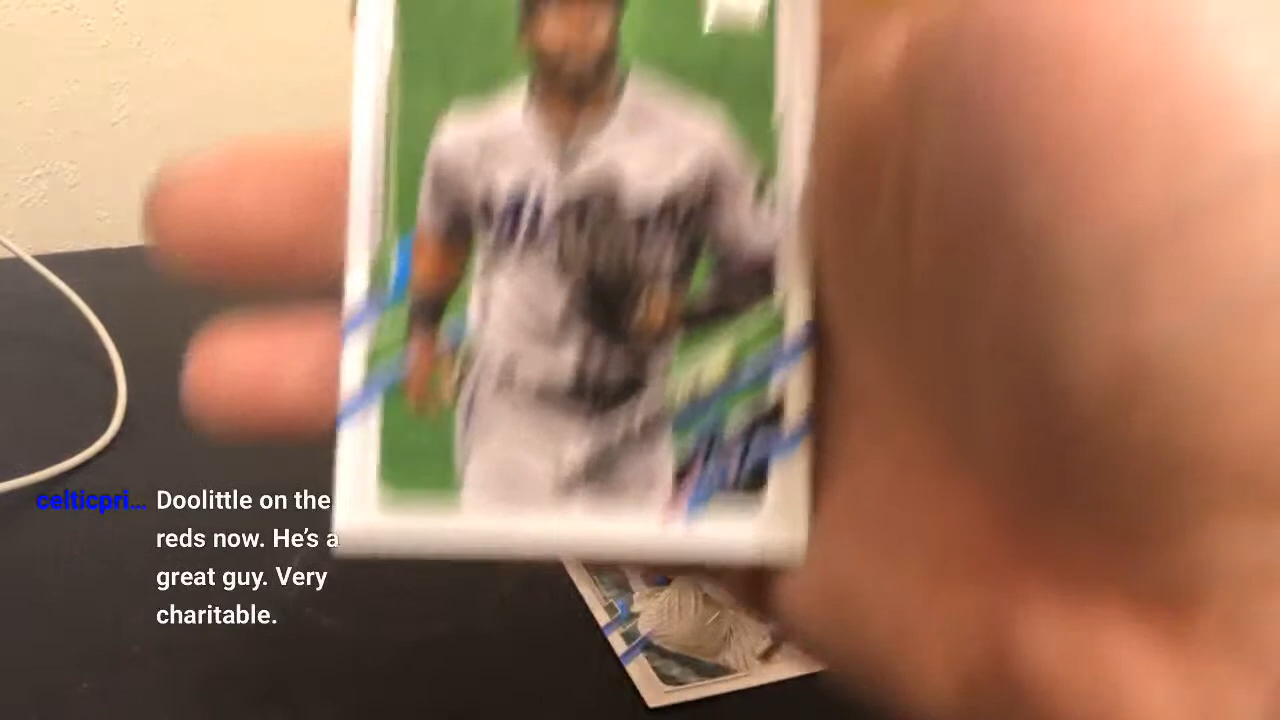 celticpri... Doolittle on the
reds now. He's a
great guy. Very
charitable.